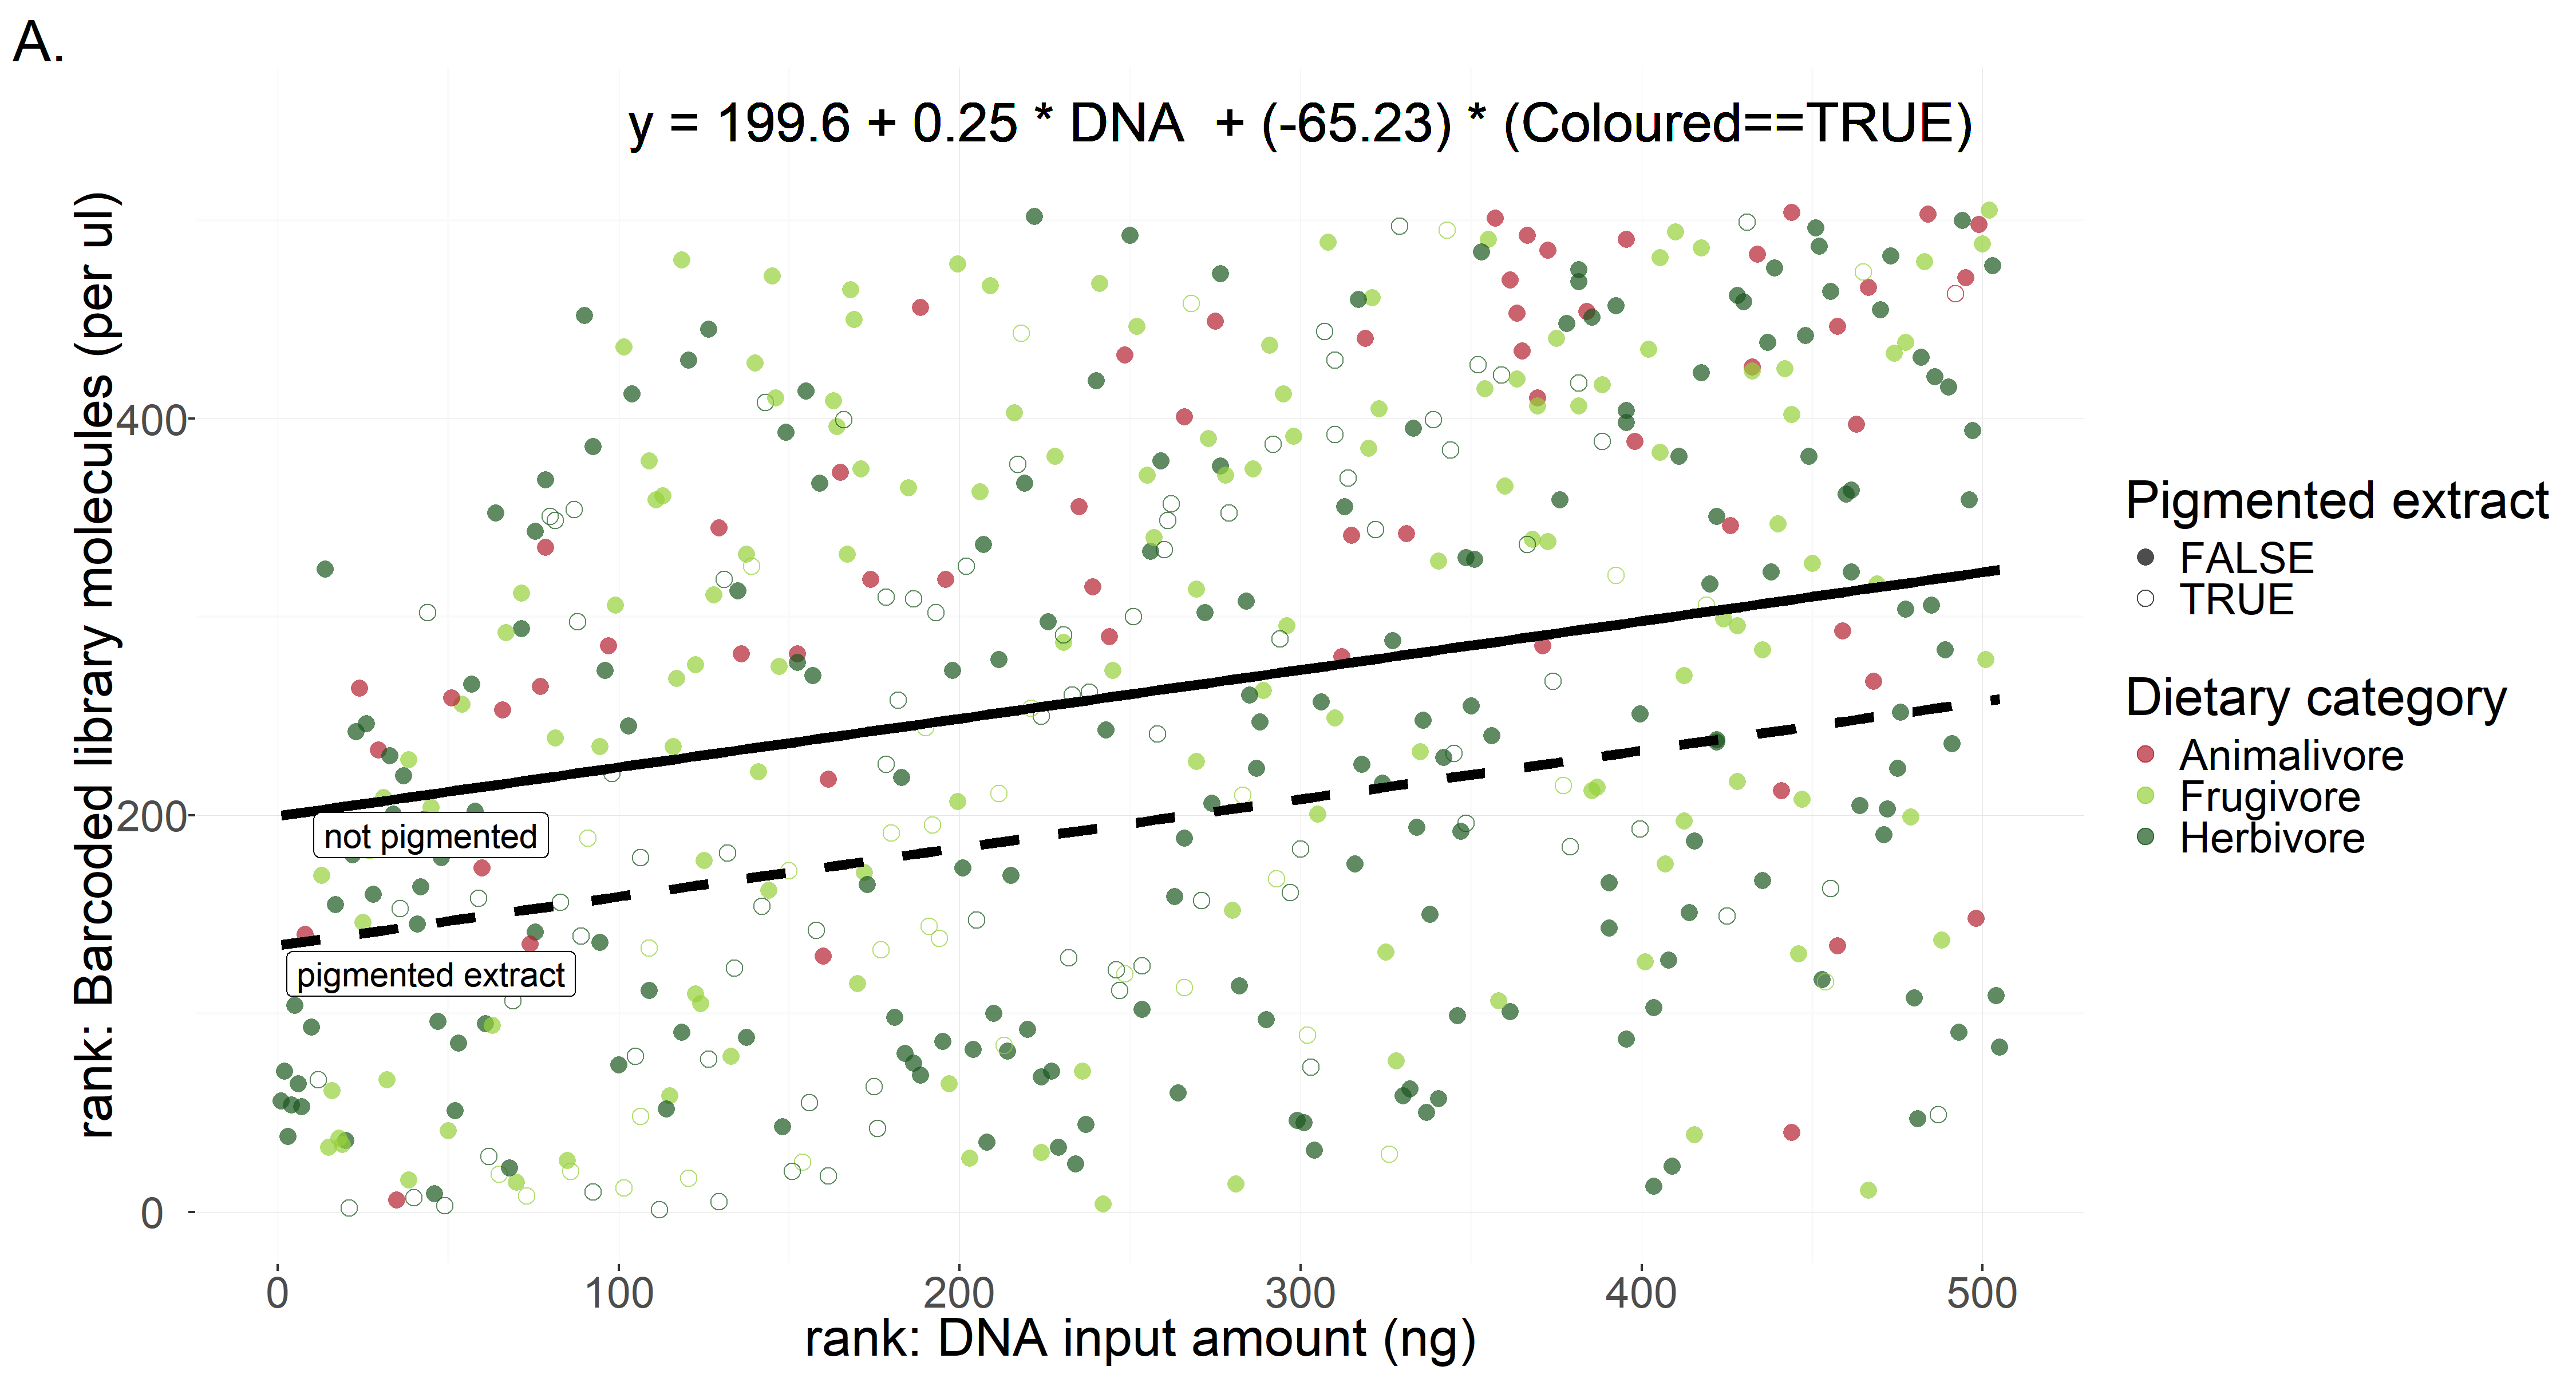 A.
y = 199.6 + 0.25 * DNA + (-65.23) * (Coloured==TRUE)
rank: Barcoded library molecules (per ul)
400
200
0
not pigmented
pigmented extract
0 100 200 300 400 500
rank: DNA input amount (ng)
Pigmented extract
FALSE
TRUE
Dietary category
Animalivore
Frugivore
Herbivore